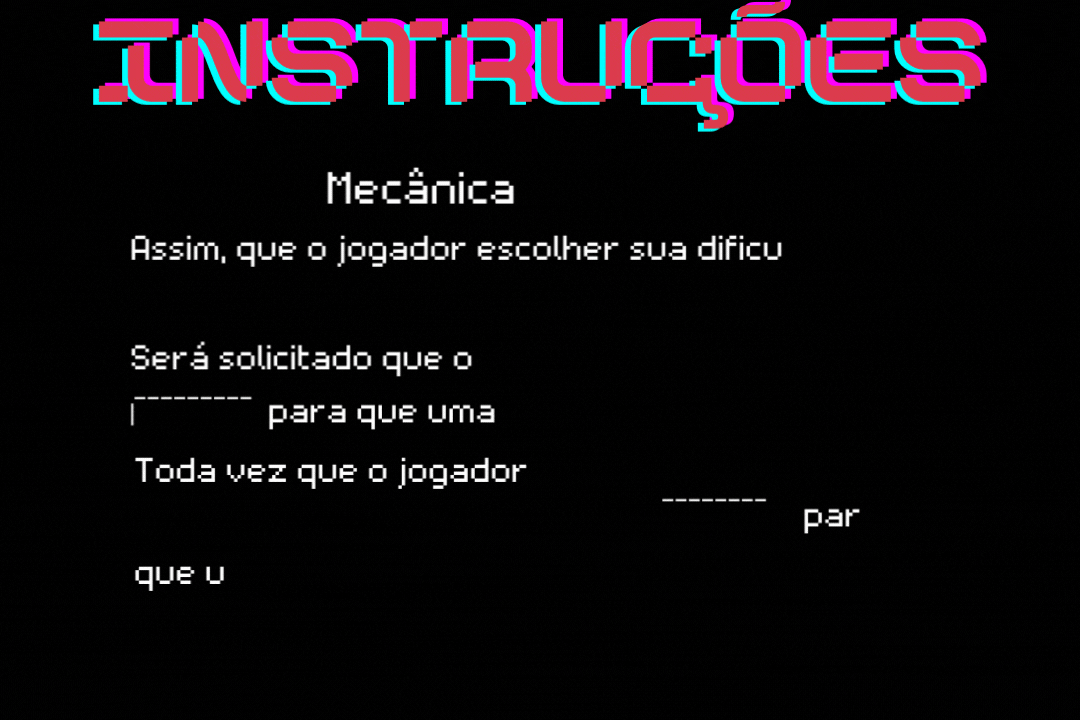 INSTRUÇÕES
Mecânica
Assim, que o jogador escolher sua dificu
Será solicitado que o
--------- para que uma
Toda vez que o jogador
-------- par
que u